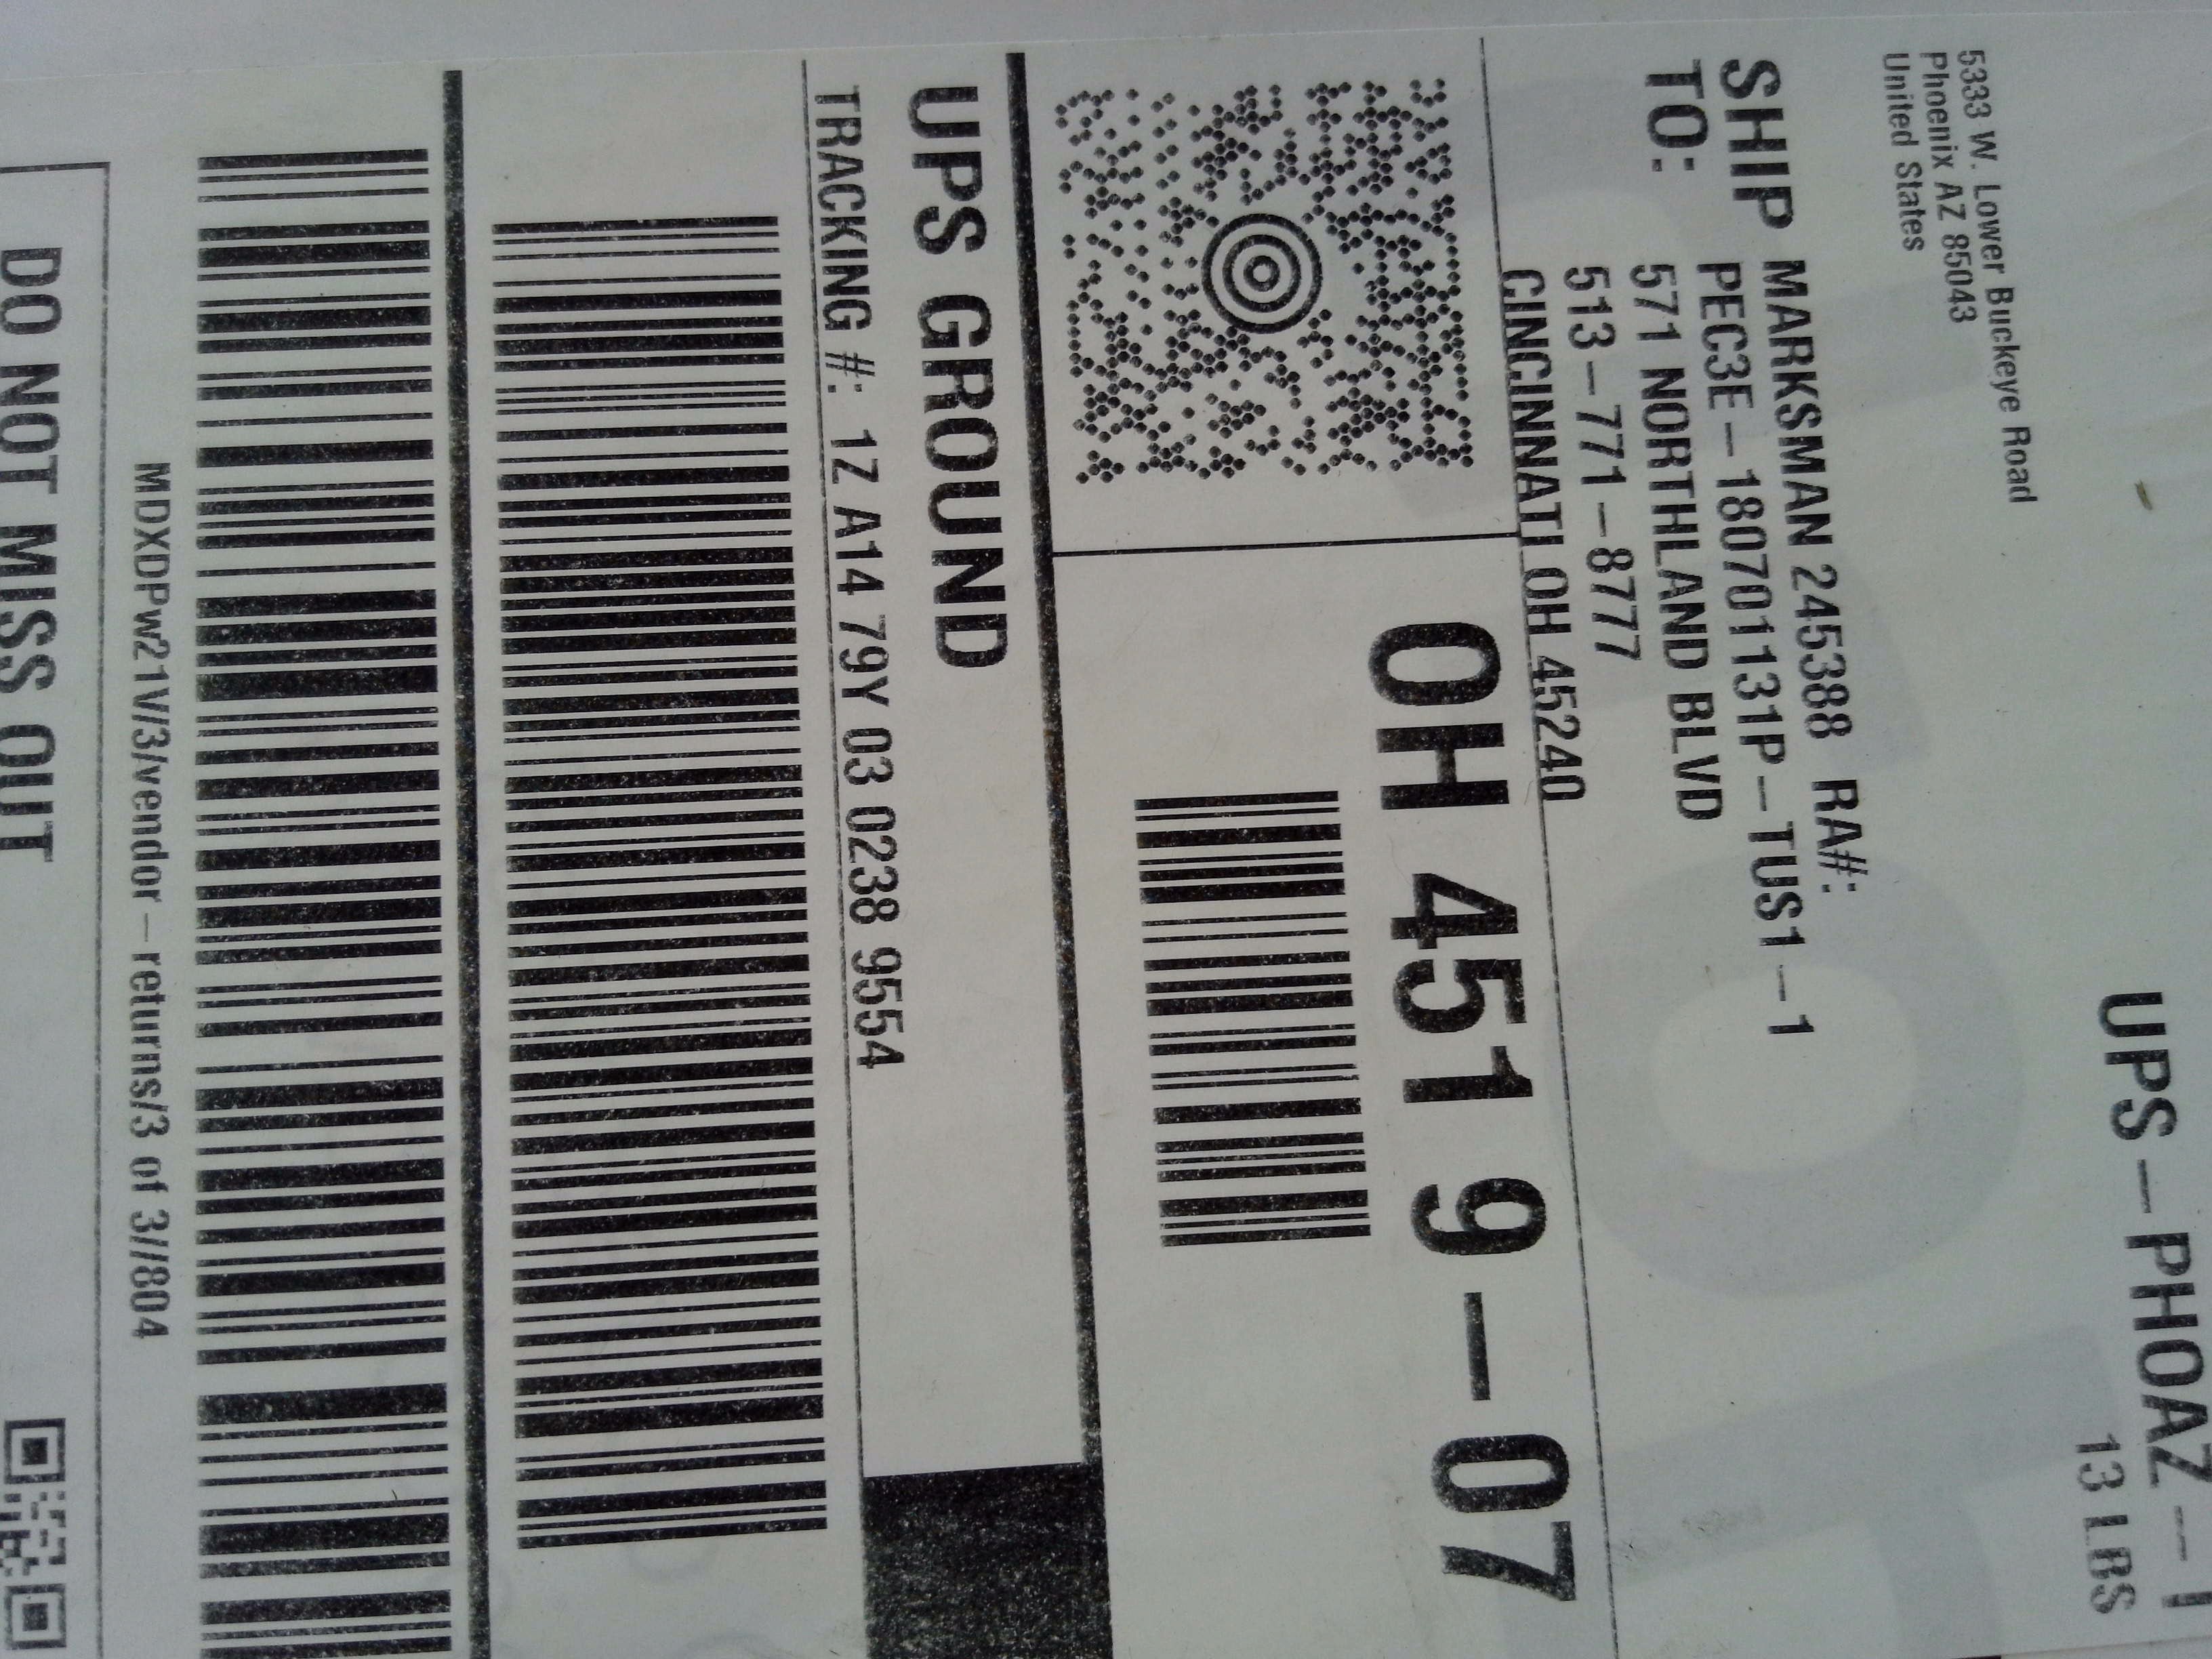 UPS - PHOAZ - 1
13 LBS
5333 W. Lower Buckeye Road
Phoenix AZ 85043
United States
SHIP TO:
MARKSMAN 245388 RA#:
PEC3E-180701131P-TUS1-1
571 NORTHLAND BLVD
513-771-8777
CINCINNATI OH 45240
OH 451 9-07
UPS GROUND
TRACKING #: 1Z A14 79Y 03 0238 9554
MDXDPw21V/3/vendor-returns/3 of 3//804
DO NOT MISS OUT